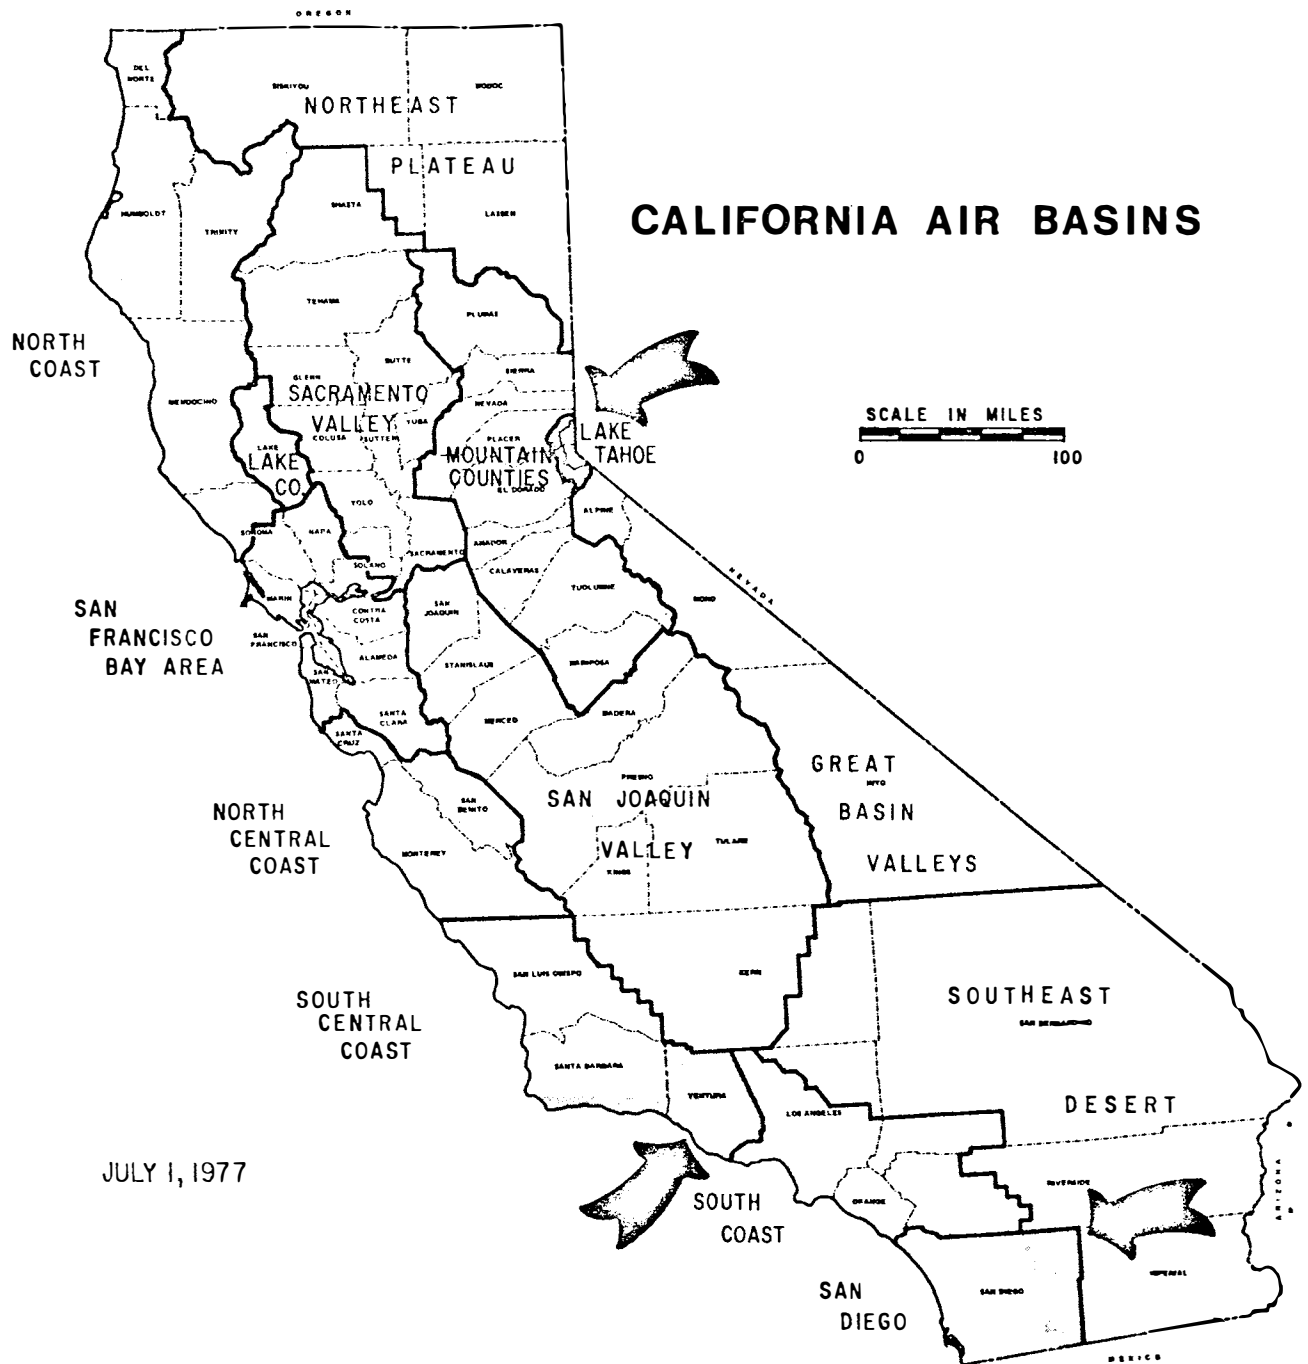 OREGON
DEL
NORTE
SISKIYOU
MODOC
NORTHEAST
PLATEAU
SHASTA
LASSEN
HUMBOLDT
TRINITY
CALIFORNIA AIR BASINS
TEHAMA
PLUMAS
NORTH
COAST
BUTTE
SIERRA
GLENN
MENDOCINO
SACRAMENTO
VALLEY
NEVADA
YUBA
COLUSA
SUTTER
PLACER
LAKE
TAHOE
SCALE IN MILES
0
100
LAKE
LAKE
CO.
MOUNTAIN
COUNTIES
EL DORADO
YOLO
ALPINE
SONOMA
NAPA
SACRAMENTO
AMADOR
SOLANO
CALAVERAS
TUOLUMNE
NEVADA
MONO
MARIN
CONTRA
COSTA
SAN
JOAQUIN
SAN
FRANCISCO
BAY AREA
SAN
FRANCISCO
ALAMEDA
STANISLAUS
MARIPOSA
SAN
MATEO
SANTA
CLARA
MERCED
MADERA
SANTA
CRUZ
GREAT
INYO
BASIN
VALLEYS
FRESNO
SAN JOAQUIN
VALLEY
SAN
BENITO
TULARE
KINGS
NORTH
CENTRAL
COAST
MONTEREY
SAN LUIS OBISPO
KERN
SOUTHEAST
SAN BERNARDINO
DESERT
SOUTH
CENTRAL
COAST
SANTA BARBARA
VENTURA
LOS ANGELES
JULY 1, 1977
SOUTH
COAST
ORANGE
RIVERSIDE
ARIZONA
IMPERIAL
SAN DIEGO
SAN
DIEGO
MEXICO